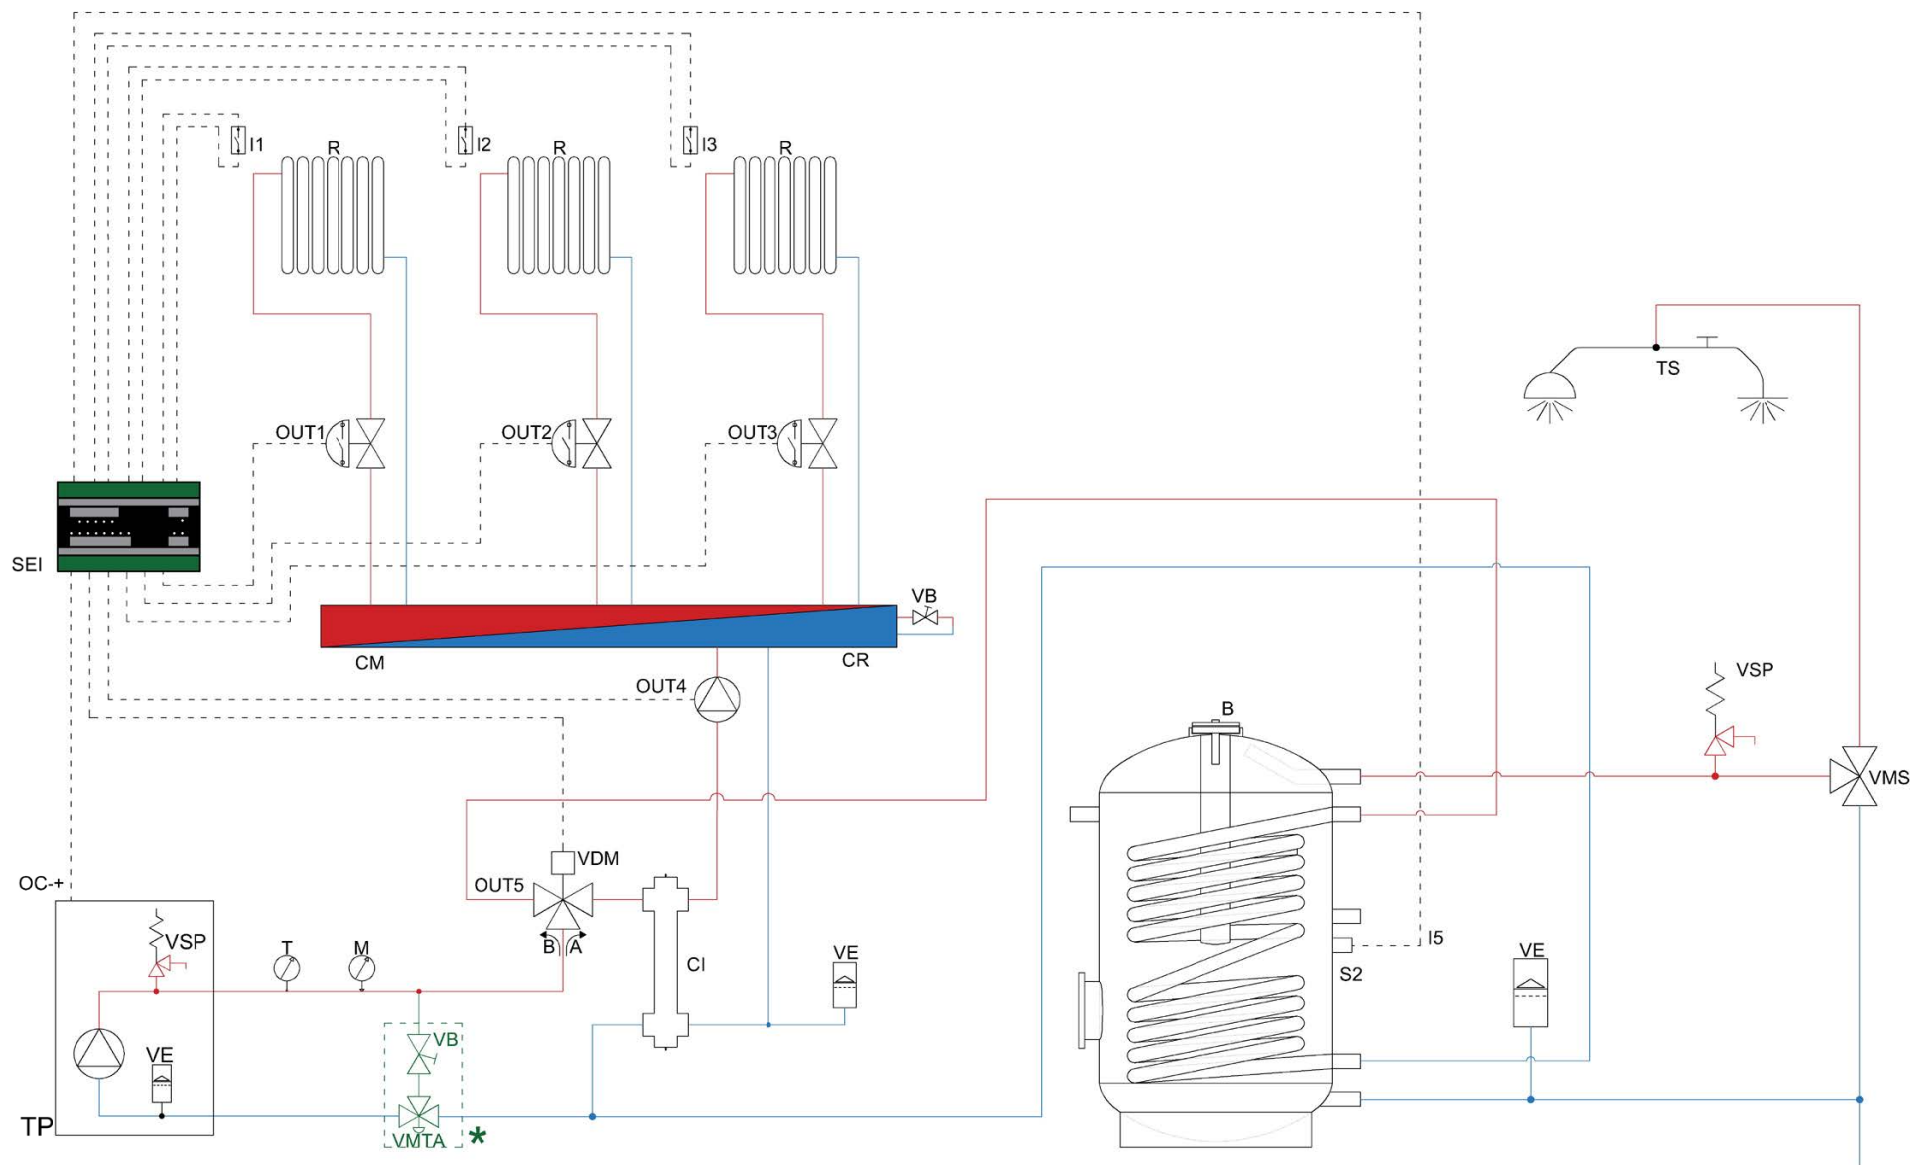 I1
R
I2
R
I3
R
TS
OUT1
OUT2
OUT3
SEI
VB
CM
CR
OUT4
VSP
B
VMS
VDM
OUT5
OC-+
B
A
VSP
T
M
CI
VE
I5
S2
VE
VB
VE
TP
VMTA
*